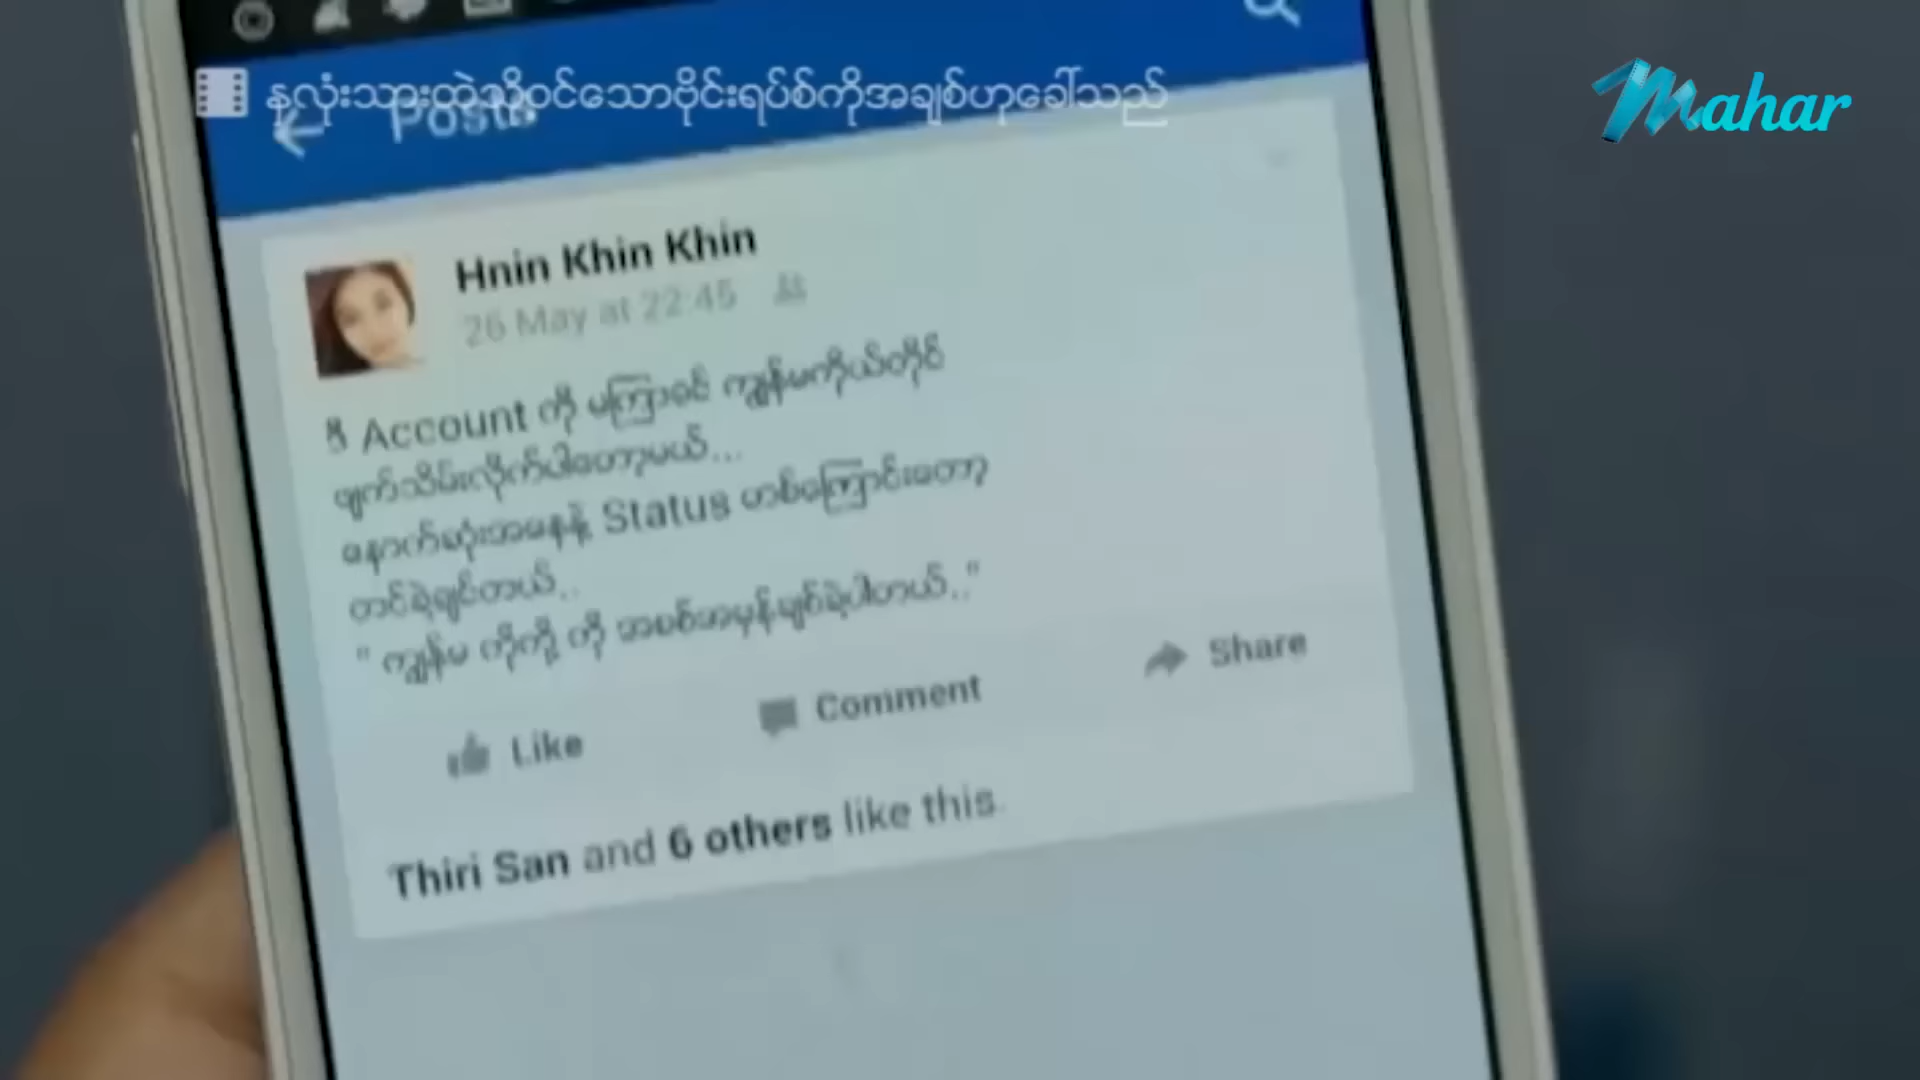 နှလုံးသားထဲသို့ဝင်သောဗိုင်းရပ်စ်ကိုအချစ်ဟုခေါ်သည်
Mahar
Posts
Hnin Khin Khin
26 May at 22:45
ဒီ Account ကို မကြာခင် ကျွန်မကိုယ်တိုင်
ဖျက်သိမ်းလိုက်ပါတော့မယ်...
နောက်ဆုံးအနေနဲ့ Status တစ်ကြောင်းတော့
တင်ခဲ့ချင်တယ်..
" ကျွန်မ ကိုကို့ ကို အစစ်အမှန်ချစ်ခဲ့ပါတယ်.."
Like Comment Share
Thiri San and 6 others like this.